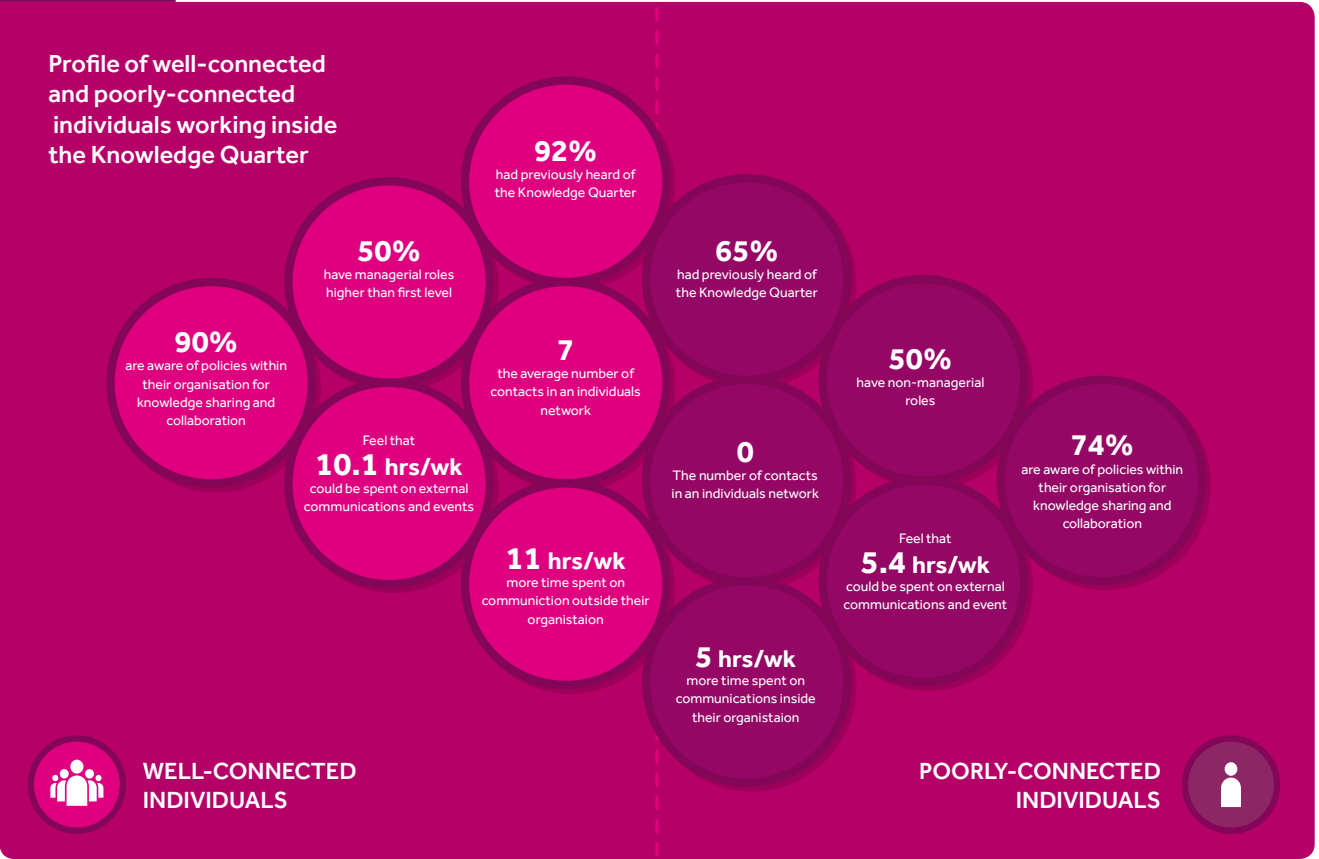 Profile of well-connected
and poorly-connected
individuals working inside
the Knowledge Quarter
92%
had previously heard of
the Knowledge Quarter
50%
have managerial roles
higher than first level
90%
are aware of policies within
their organisation for
knowledge sharing and
collaboration
7
the average number of
contacts in an individuals
network
Feel that
10.1 hrs/wk
could be spent on external
communications and events
11 hrs/wk
more time spent on
communiction outside their
organistaion
65%
had previously heard of
the Knowledge Quarter
50%
have non-managerial
roles
0
The number of contacts
in an individuals network
74%
are aware of policies within
their organisation for
knowledge sharing and
collaboration
Feel that
5.4 hrs/wk
could be spent on external
communications and event
5 hrs/wk
more time spent on
communications inside
their organistaion
WELL-CONNECTED
INDIVIDUALS
POORLY-CONNECTED
INDIVIDUALS